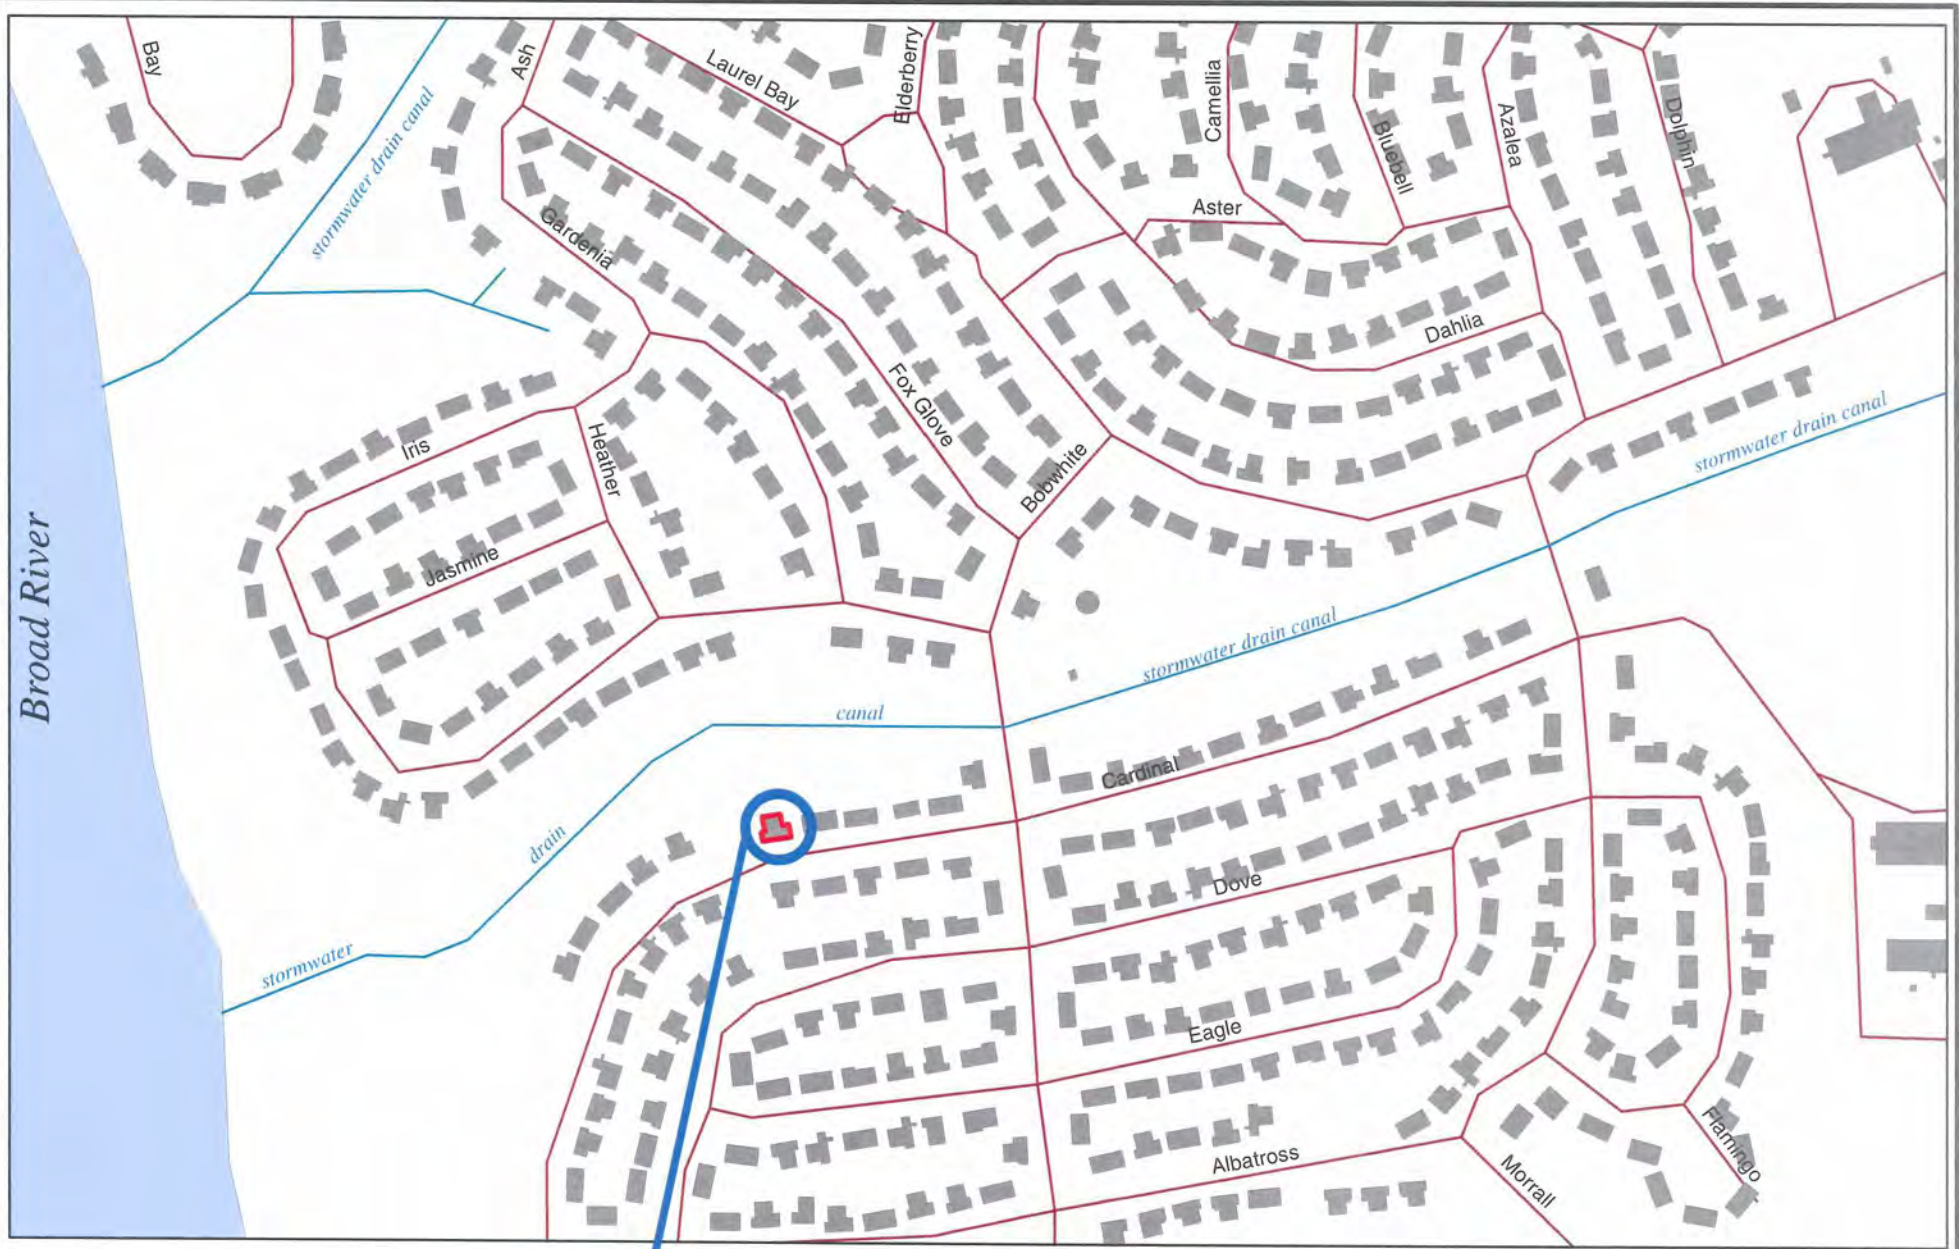 Bay
Ash
Laurel Bay
Elderberry
Camellia
Bluebell
Azalea
Dolphin
stormwater drain canal
Gardenia
Aster
Dahlia
Fox Glove
Iris
Heather
Bobwhite
stormwater drain canal
Jasmine
Broad River
stormwater drain canal
canal
Cardinal
drain
Dove
stormwater
Eagle
Flamingo
Albatross
Morrall